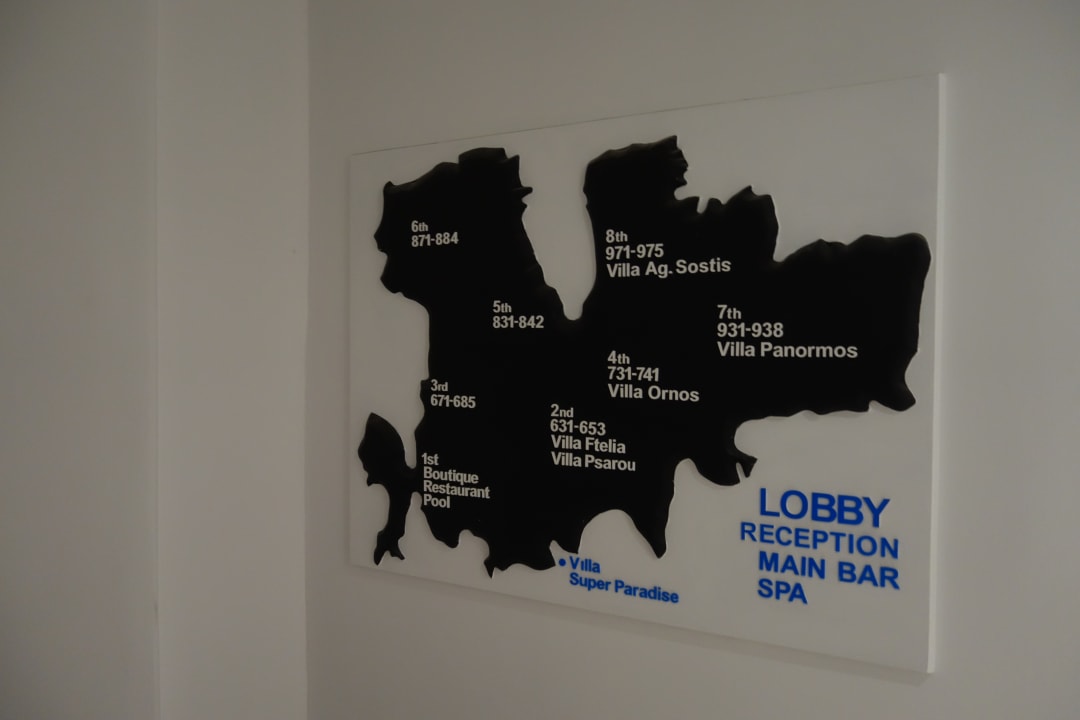 6th
871-884
8th
971-975
Villa Ag. Sostis
5th
831-842
7th
931-938
Villa Panormos
4th
731-741
Villa Ornos
3rd
671-685
2nd
631-653
Villa Ftelia
Villa Psarou
1st
Boutique
Restaurant
Pool
LOBBY
RECEPTION
MAIN BAR
SPA
Villa
Super Paradise